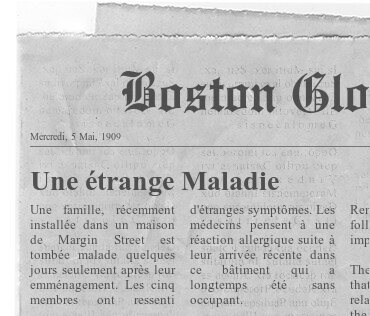 Boston Glo
Mercredi, 5 Mai, 1909
Une étrange Maladie
Une famille, récemment
installée dans un maison
de Margin Street est
tombée malade quelques
jours seulement après leur
emménagement. Les cinq
membres ont ressenti
d'étranges symptômes. Les
médecins pensent à une
réaction allergique suite à
leur arrivée récente dans
ce bâtiment qui a
longtemps été sans
occupant.
Ren
foll
imp
The
that
rela
the